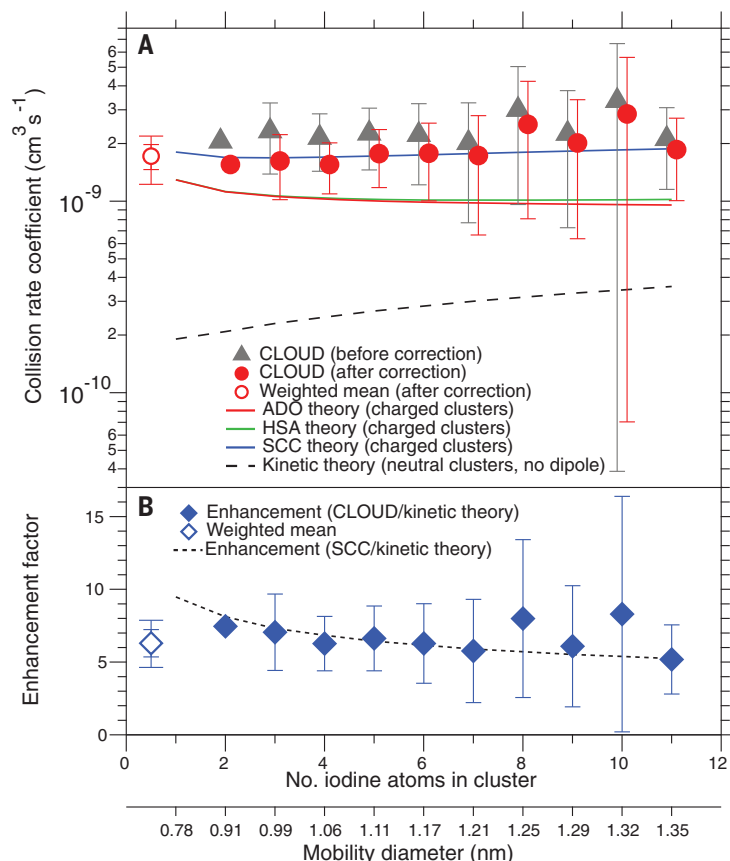 A
6
5
4
3
2
10⁻⁹
6
5
4
3
2
10⁻¹⁰
6
5
4
3
Collision rate coefficient (cm³ s⁻¹)
CLOUD (before correction)
CLOUD (after correction)
Weighted mean (after correction)
ADO theory (charged clusters)
HSA theory (charged clusters)
SCC theory (charged clusters)
Kinetic theory (neutral clusters, no dipole)
B
15
10
5
0
Enhancement factor
Enhancement (CLOUD/kinetic theory)
Weighted mean
Enhancement (SCC/kinetic theory)
0 2 4 6 8 10 12
No. iodine atoms in cluster
0.78 0.91 0.99 1.06 1.11 1.17 1.21 1.25 1.29 1.32 1.35
Mobility diameter (nm)